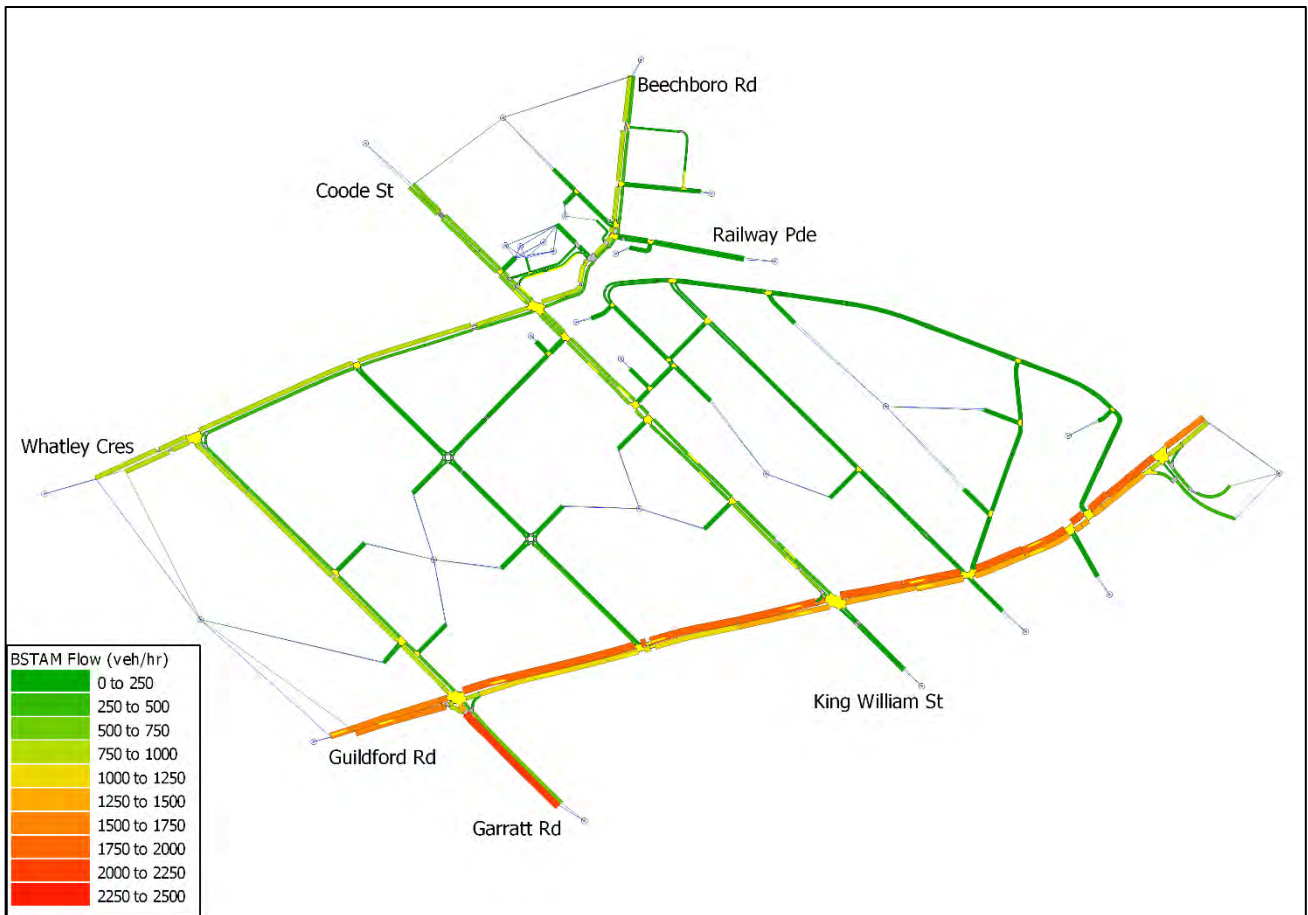 Beechboro Rd
Coode St
Railway Pde
Whatley Cres
King William St
Guildford Rd
Garratt Rd
BSTAM Flow (veh/hr)
0 to 250
250 to 500
500 to 750
750 to 1000
1000 to 1250
1250 to 1500
1500 to 1750
1750 to 2000
2000 to 2250
2250 to 2500